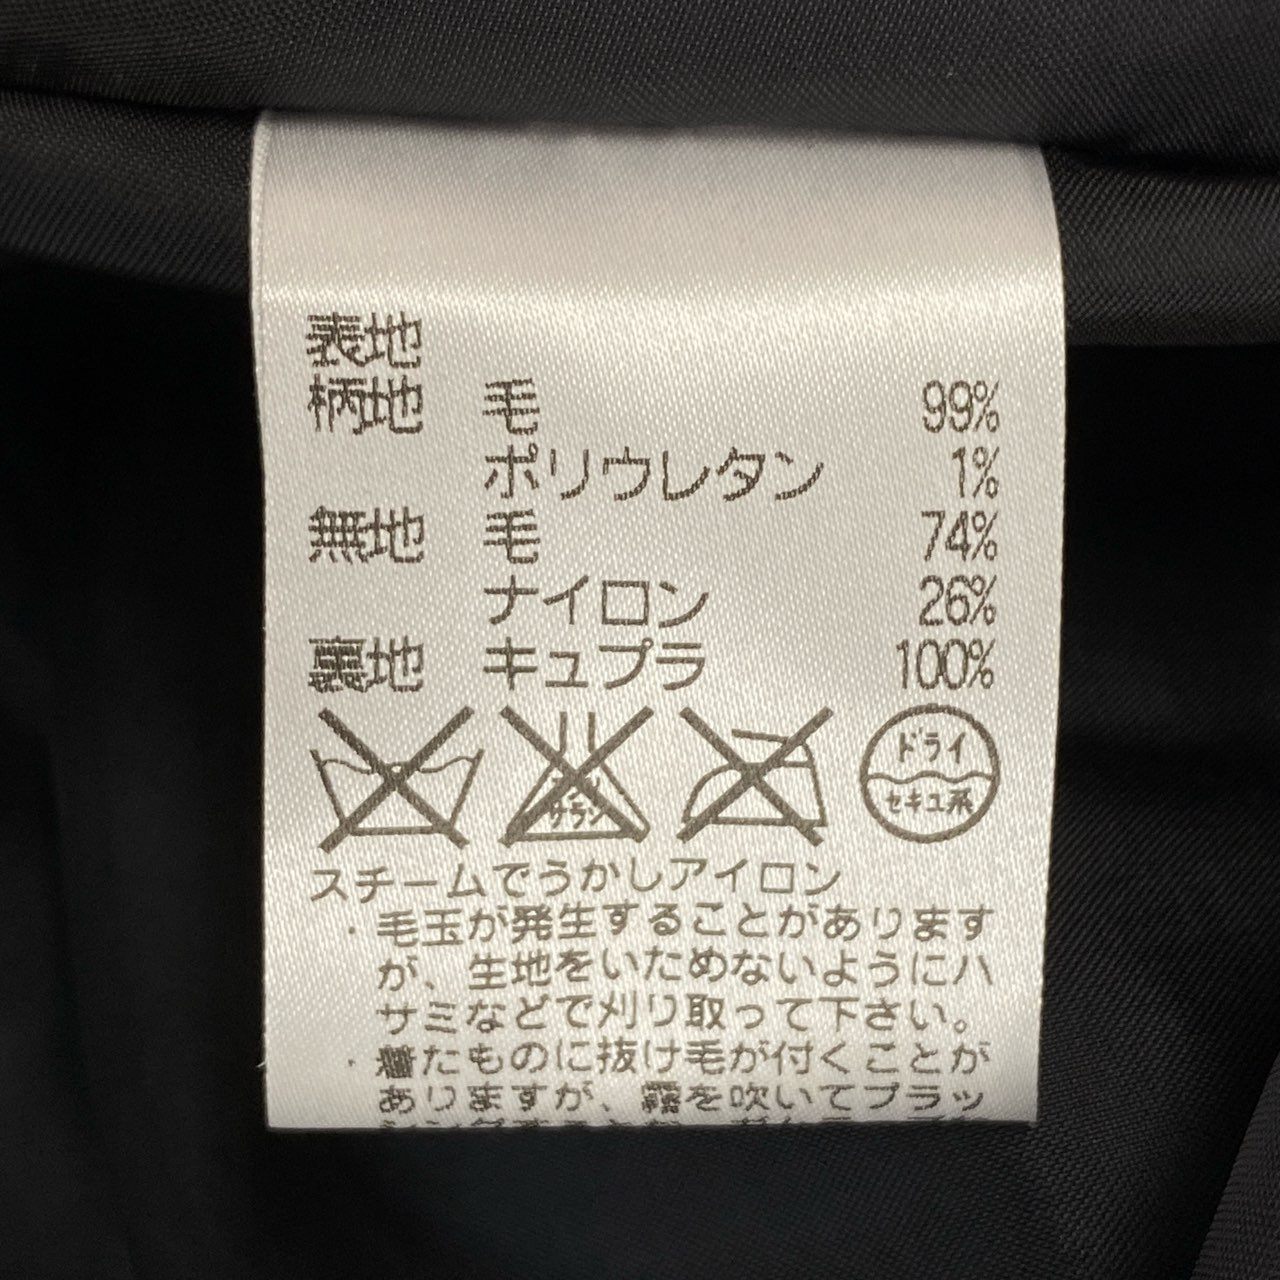 表地
柄地 毛 99%
ポリウレタン 1%
無地 毛 74%
ナイロン 26%
裏地 キュプラ 100%
サラシ
ドライ
セキユ系
スチームでうかしアイロン
・毛玉が発生することがあります
が、生地をいためないようにハ
サミなどで刈り取って下さい。
・着たものに抜け毛が付くことが
ありますが、霧を吹いてブラッ